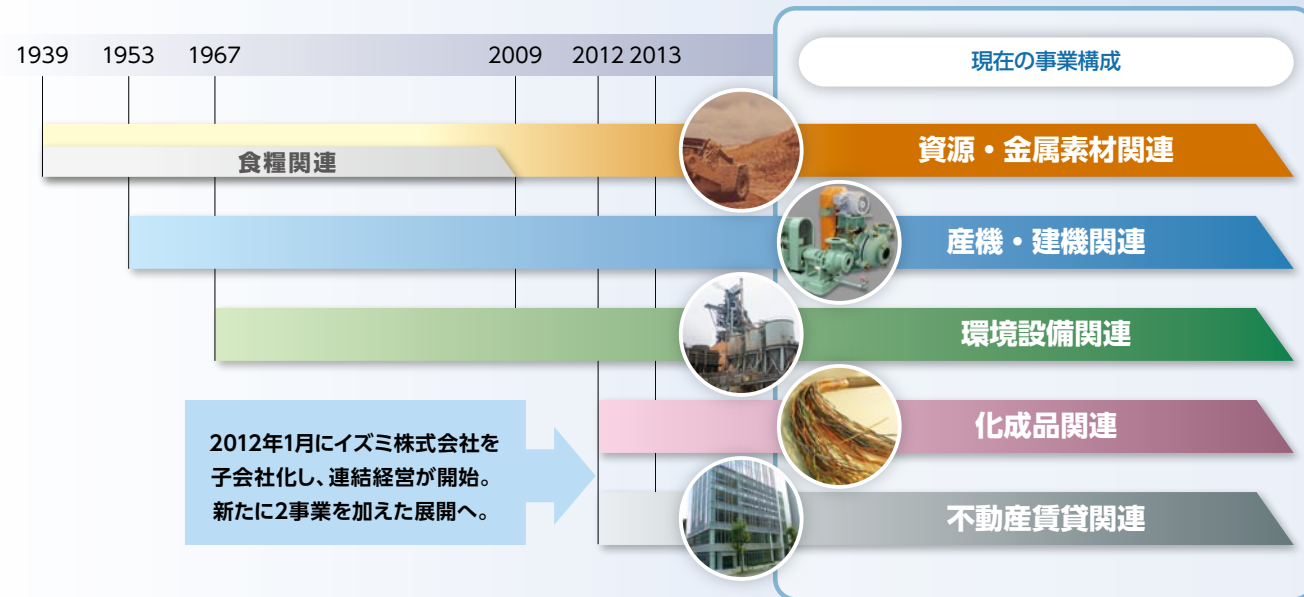 1939 1953 1967 2009 2012 2013
現在の事業構成
資源・金属素材関連
食糧関連
産機・建機関連
環境設備関連
化成品関連
2012年1月にイズミ株式会社を
子会社化し、連結経営が開始。
新たに2事業を加えた展開へ。
不動産賃貸関連